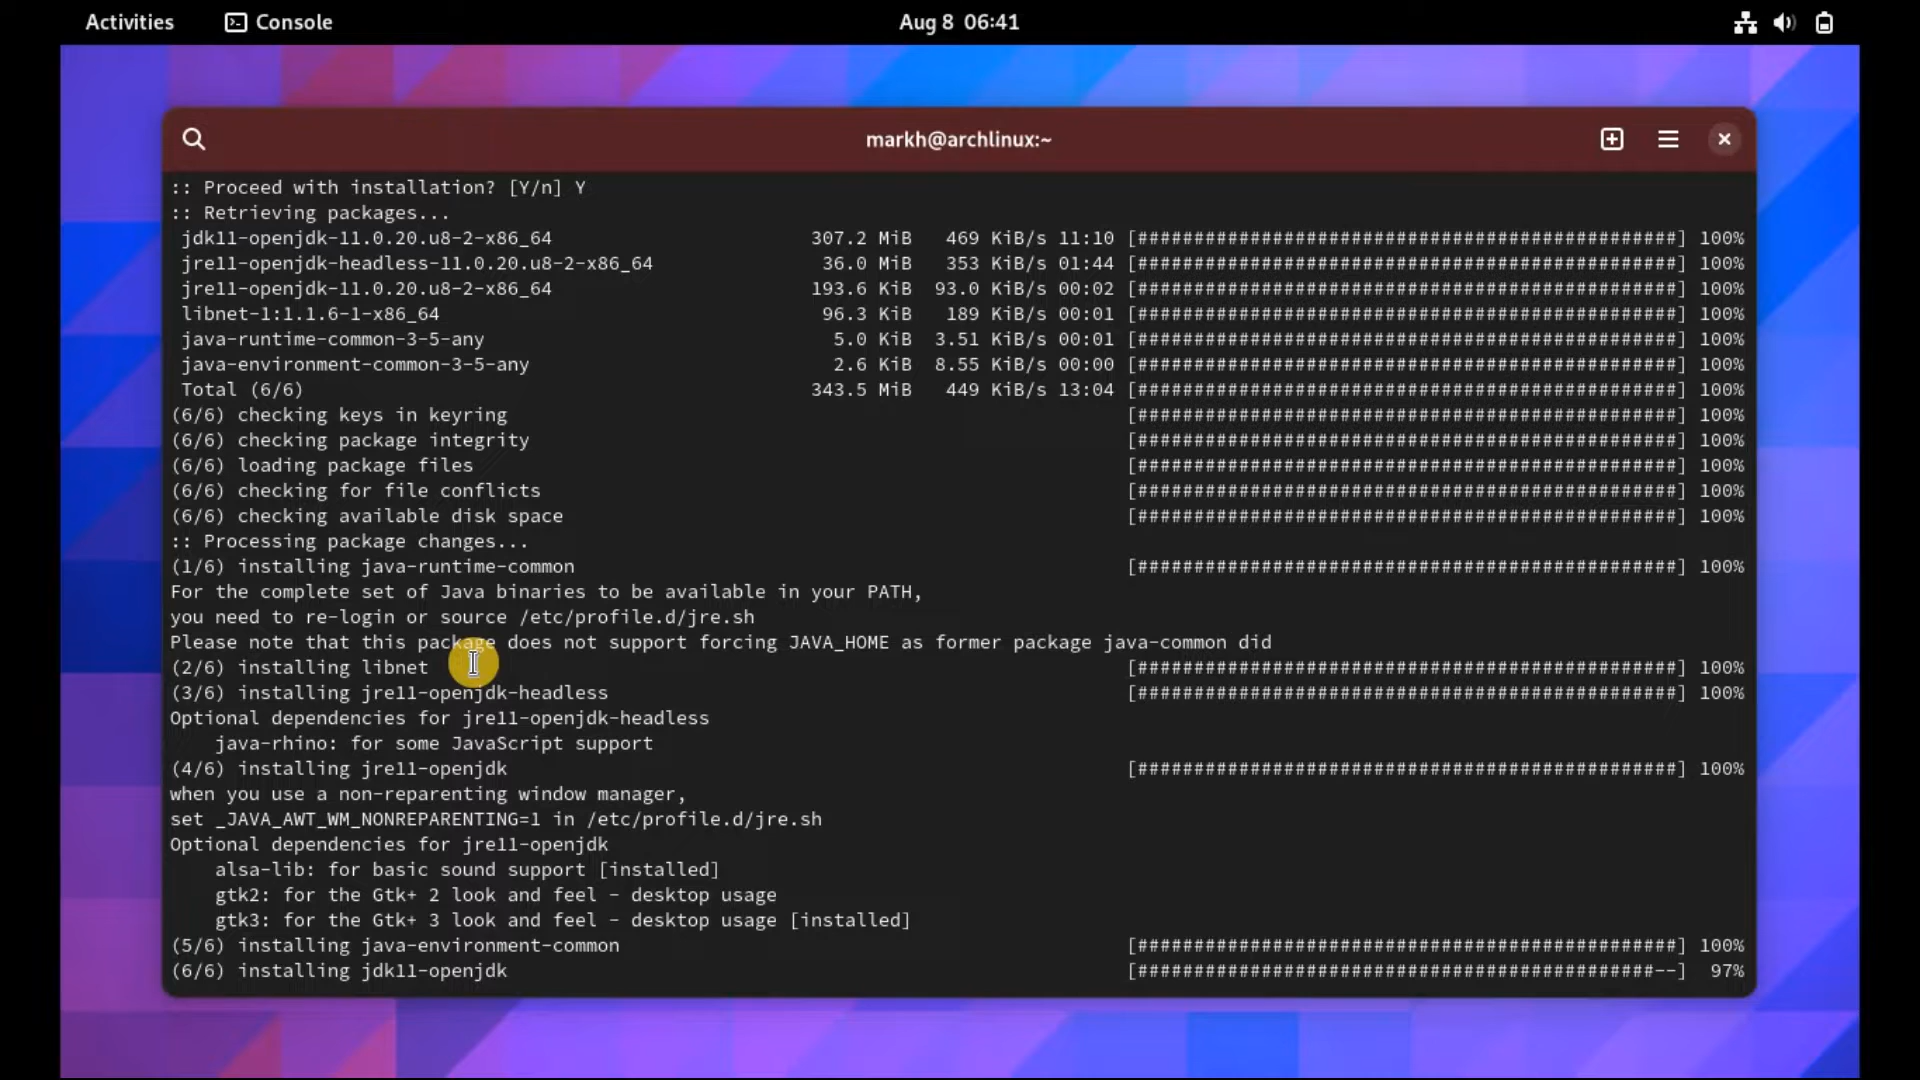 Activities Console Aug 8 06:41
markh@archlinux:~
:: Proceed with installation? [Y/n] Y
:: Retrieving packages...
jdk11-openjdk-11.0.20.u8-2-x86_64 307.2 MiB 469 KiB/s 11:10 [################################################] 100%
jre11-openjdk-headless-11.0.20.u8-2-x86_64 36.0 MiB 353 KiB/s 01:44 [################################################] 100%
jre11-openjdk-11.0.20.u8-2-x86_64 193.6 KiB 93.0 KiB/s 00:02 [################################################] 100%
libnet-1:1.1.6-1-x86_64 96.3 KiB 189 KiB/s 00:01 [################################################] 100%
java-runtime-common-3-5-any 5.0 KiB 3.51 KiB/s 00:01 [################################################] 100%
java-environment-common-3-5-any 2.6 KiB 8.55 KiB/s 00:00 [################################################] 100%
Total (6/6) 343.5 MiB 449 KiB/s 13:04 [################################################] 100%
(6/6) checking keys in keyring [################################################] 100%
(6/6) checking package integrity [################################################] 100%
(6/6) loading package files [################################################] 100%
(6/6) checking for file conflicts [################################################] 100%
(6/6) checking available disk space [################################################] 100%
:: Processing package changes...
(1/6) installing java-runtime-common [################################################] 100%
For the complete set of Java binaries to be available in your PATH,
you need to re-login or source /etc/profile.d/jre.sh
Please note that this package does not support forcing JAVA_HOME as former package java-common did
(2/6) installing libnet [################################################] 100%
(3/6) installing jre11-openjdk-headless [################################################] 100%
Optional dependencies for jre11-openjdk-headless
java-rhino: for some JavaScript support
(4/6) installing jre11-openjdk [################################################] 100%
when you use a non-reparenting window manager,
set _JAVA_AWT_WM_NONREPARENTING=1 in /etc/profile.d/jre.sh
Optional dependencies for jre11-openjdk
alsa-lib: for basic sound support [installed]
gtk2: for the Gtk+ 2 look and feel - desktop usage
gtk3: for the Gtk+ 3 look and feel - desktop usage [installed]
(5/6) installing java-environment-common [################################################] 100%
(6/6) installing jdk11-openjdk [##############################################--] 97%